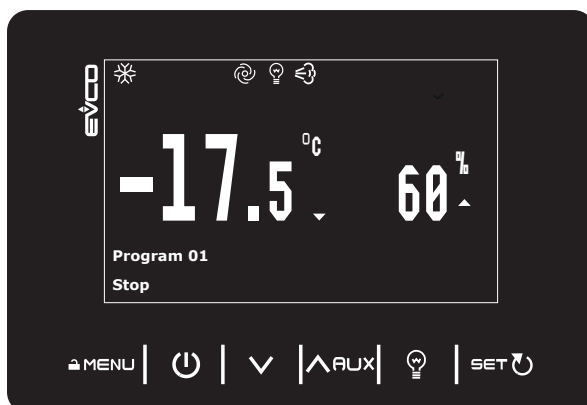 EVCO
-17.5 °C
60 %
Program 01
Stop
MENU
AUX
SET